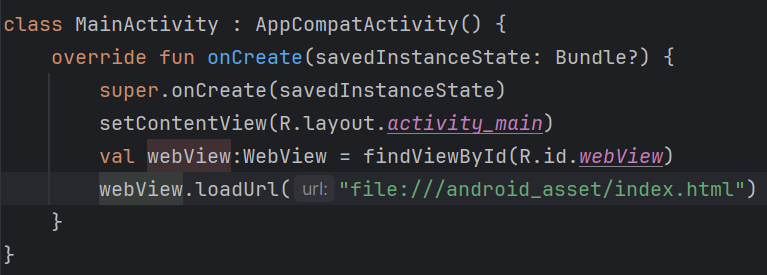 class MainActivity : AppCompatActivity() {
    override fun onCreate(savedInstanceState: Bundle?) {
        super.onCreate(savedInstanceState)
        setContentView(R.layout.activity_main)
        val webView:WebView = findViewById(R.id.webView)
        webView.loadUrl( url: "file:///android_asset/index.html")
    }
}